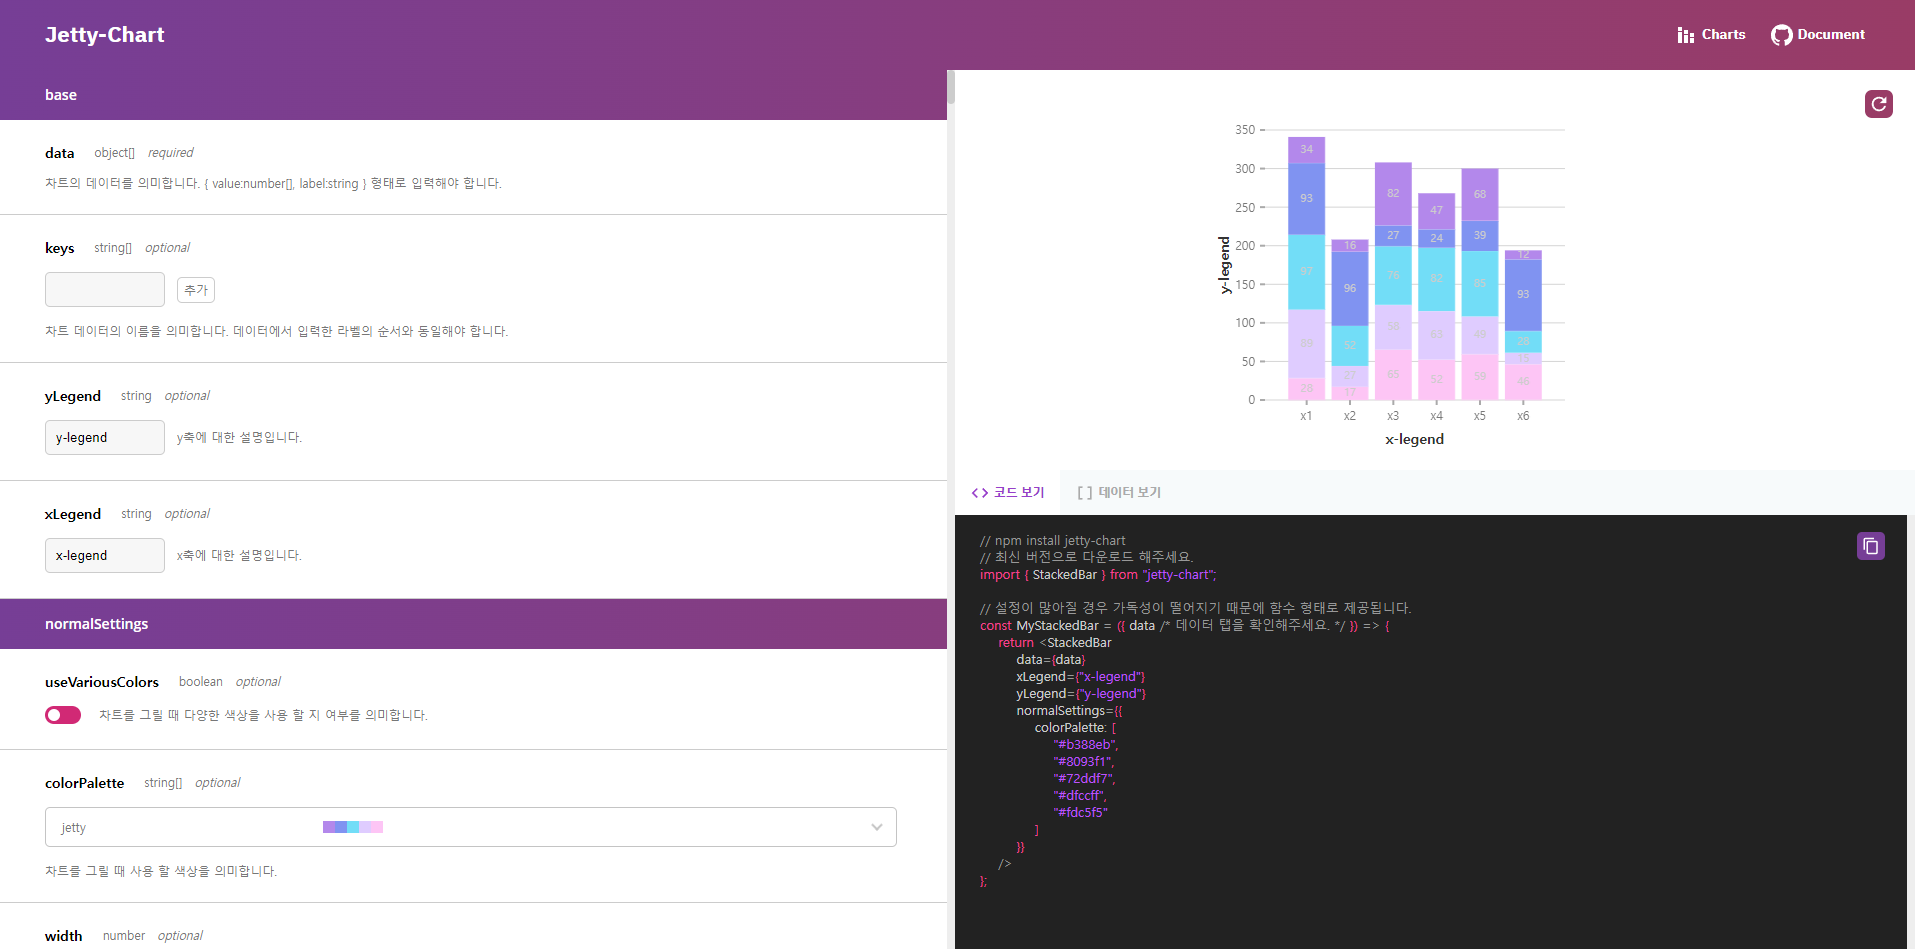 Jetty-Chart
Charts
Document
base
data object[] required
차트의 데이터를 의미합니다. { value:number[], label:string } 형태로 입력해야 합니다.
keys string[] optional
추가
차트 데이터의 이름을 의미합니다. 데이터에서 입력한 라벨의 순서와 동일해야 합니다.
yLegend string optional
y-legend y축에 대한 설명입니다.
xLegend string optional
x-legend x축에 대한 설명입니다.
normalSettings
useVariousColors boolean optional
차트를 그릴 때 다양한 색상을 사용 할 지 여부를 의미합니다.
colorPalette string[] optional
jetty
차트를 그릴 때 사용 할 색상을 의미합니다.
width number optional
y-legend
350
300
250
200
150
100
50
0
34
93
97
89
28
16
96
52
27
17
82
27
76
58
65
47
24
82
63
52
68
39
85
49
59
12
93
28
15
46
x1 x2 x3 x4 x5 x6
x-legend
<> 코드 보기
[ ] 데이터 보기
// npm install jetty-chart
// 최신 버전으로 다운로드 해주세요.
import { StackedBar } from "jetty-chart";
// 설정이 많아질 경우 가독성이 떨어지기 때문에 함수 형태로 제공됩니다.
const MyStackedBar = ({ data /* 데이터 탭을 확인해주세요. */ }) => {
return <StackedBar
data={data}
xLegend={"x-legend"}
yLegend={"y-legend"}
normalSettings={{
colorPalette: [
"#b388eb",
"#8093f1",
"#72ddf7",
"#dfccff",
"#fdc5f5"
]
}}
/>
};